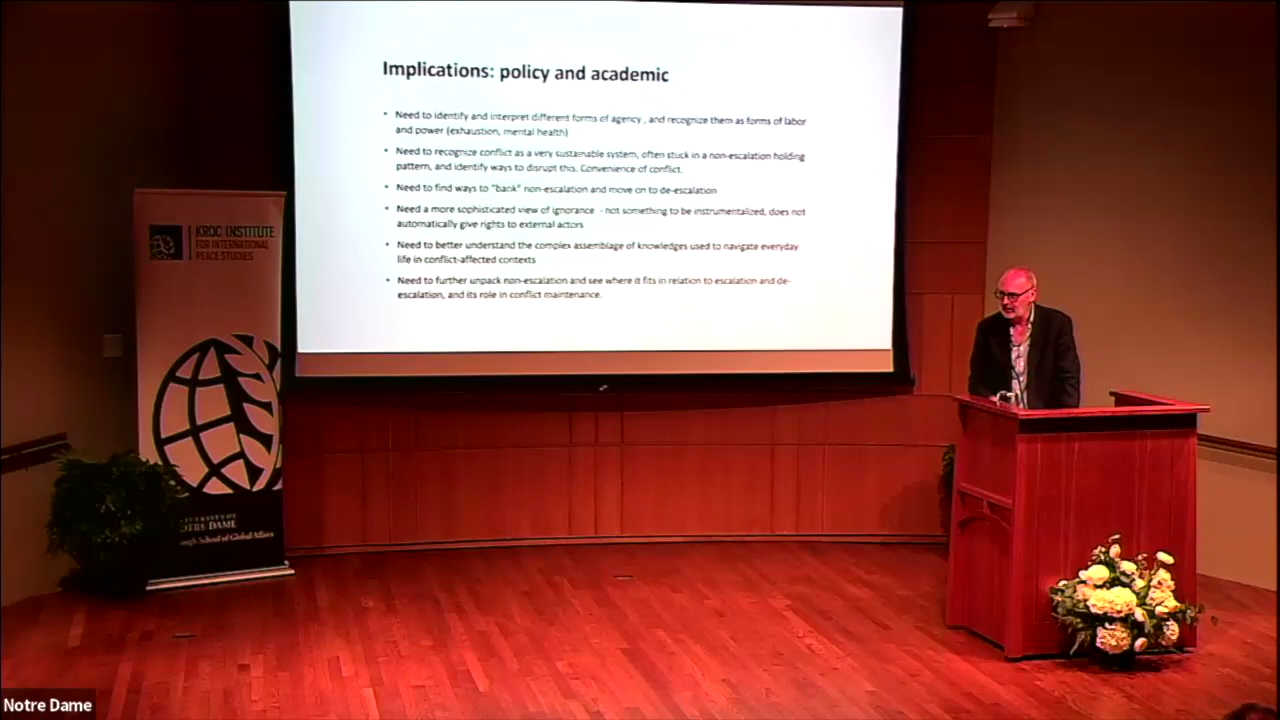 Implications: policy and academic
• Need to identify and interpret different forms of agency , and recognize them as forms of labor
and power (exhaustion, mental health)
• Need to recognize conflict as a very sustainable system, often stuck in a non-escalation holding
pattern, and identify ways to disrupt this. Convenience of conflict.
• Need to find ways to "bank" non-escalation and move on to de-escalation
• Need a more sophisticated view of ignorance - not something to be instrumentalized, does not
automatically give rights to external actors
• Need to better understand the complex assemblage of knowledges used to navigate everyday
life in conflict-affected contexts
• Need to further unpack non-escalation and see where it fits in relation to escalation and de-
escalation, and its role in conflict maintenance.
KROC INSTITUTE
FOR INTERNATIONAL
PEACE STUDIES
DAME
School of Global Affairs
Notre Dame